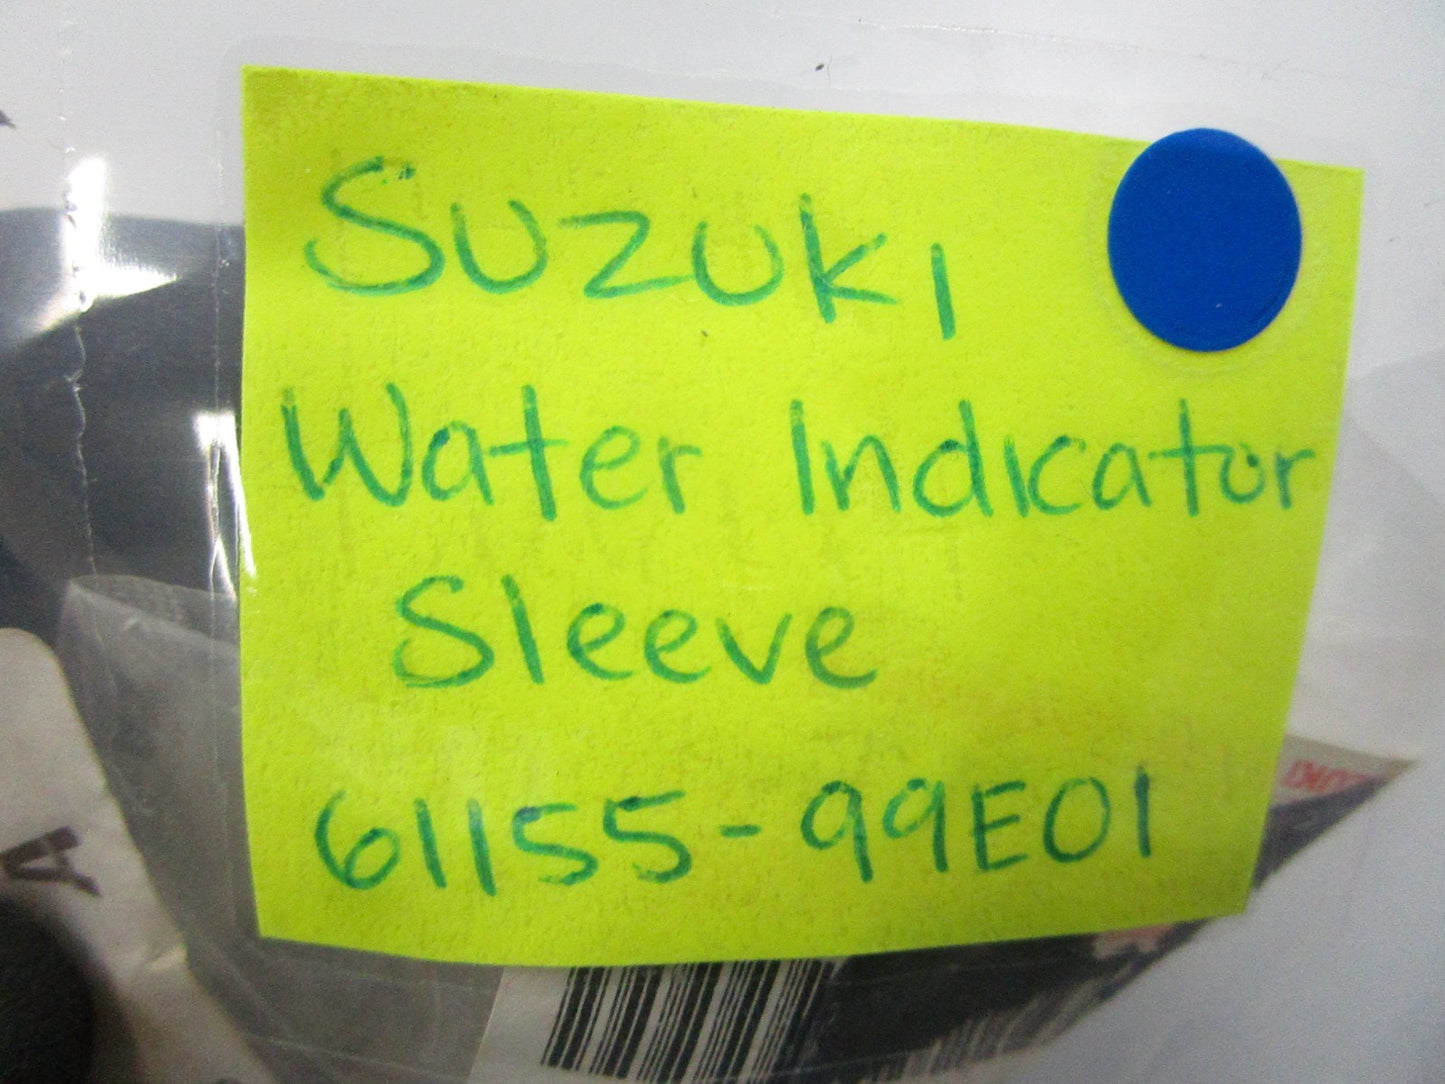 Suzuki
Water Indicator
Sleeve
61155-99E01